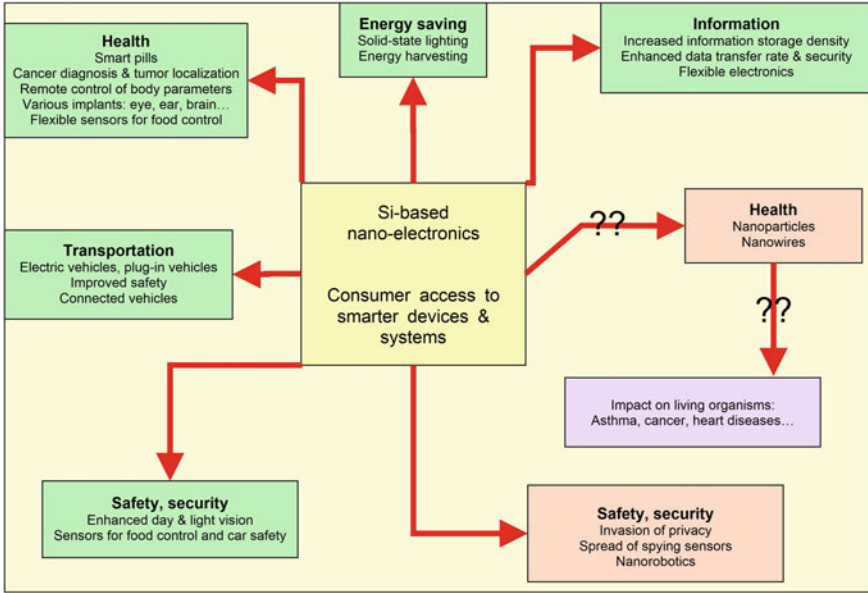 Health
Smart pills
Cancer diagnosis & tumor localization
Remote control of body parameters
Various implants: eye, ear, brain…
Flexible sensors for food control
Energy saving
Solid-state lighting
Energy harvesting
Information
Increased information storage density
Enhanced data transfer rate & security
Flexible electronics
Si-based
nano-electronics
Consumer access to
smarter devices &
systems
??
Health
Nanoparticles
Nanowires
Transportation
Electric vehicles, plug-in vehicles
Improved safety
Connected vehicles
??
Impact on living organisms:
Asthma, cancer, heart diseases…
Safety, security
Enhanced day & light vision
Sensors for food control and car safety
Safety, security
Invasion of privacy
Spread of spying sensors
Nanorobotics